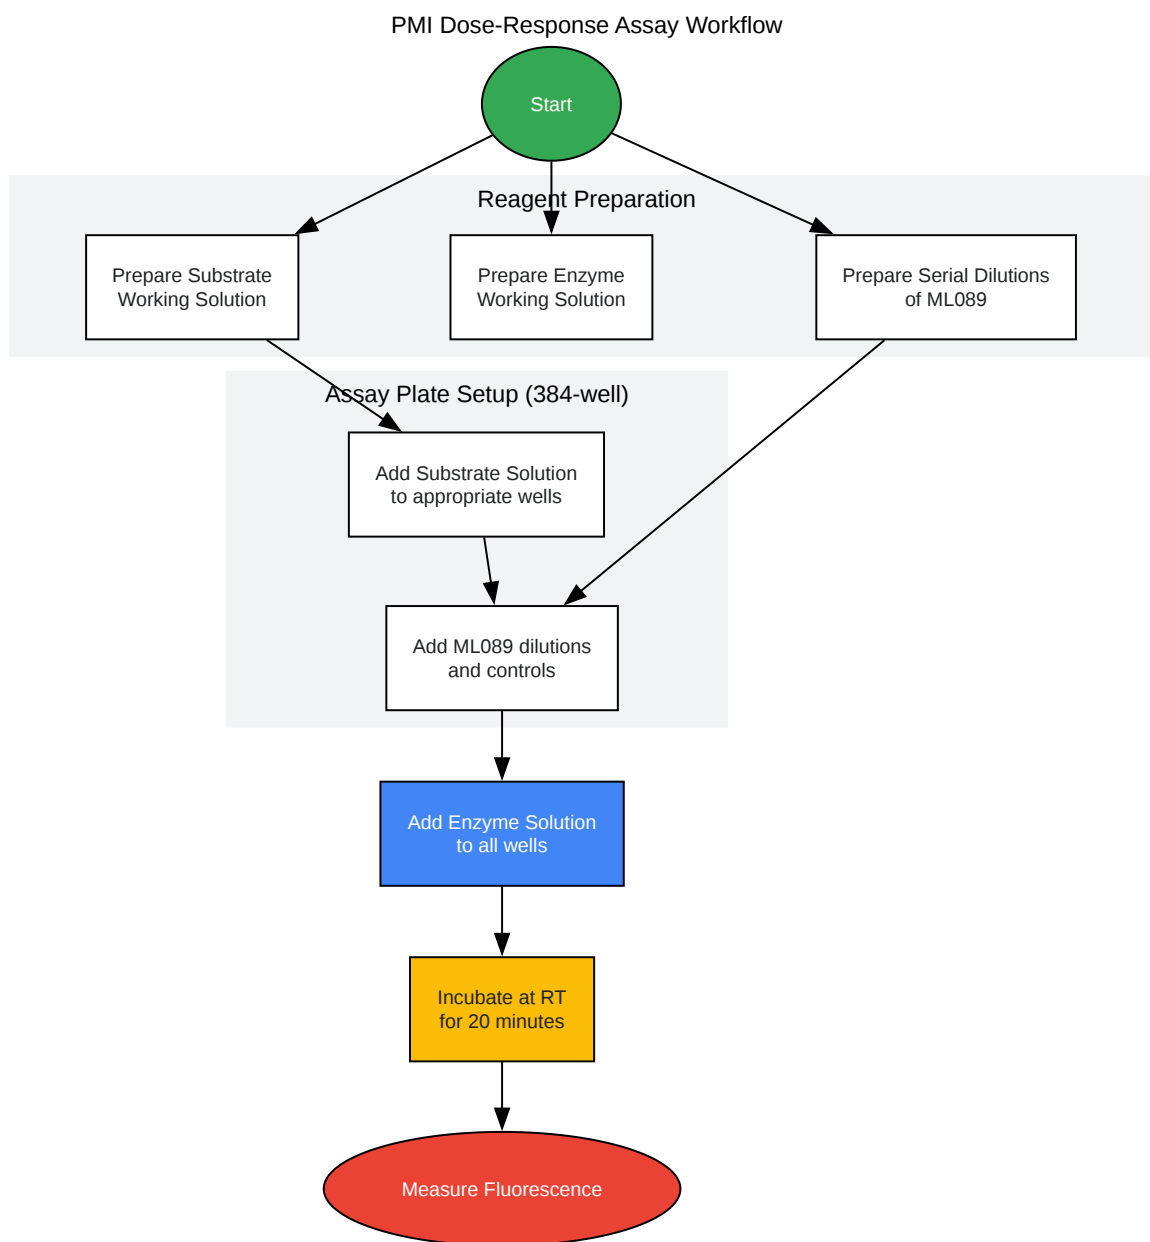 PMI Dose-Response Assay Workflow
Start
Reagent Preparation
Prepare Substrate
Working Solution
Prepare Enzyme
Working Solution
Prepare Serial Dilutions
of ML089
Assay Plate Setup (384-well)
Add Substrate Solution
to appropriate wells
Add ML089 dilutions
and controls
Add Enzyme Solution
to all wells
Incubate at RT
for 20 minutes
Measure Fluorescence